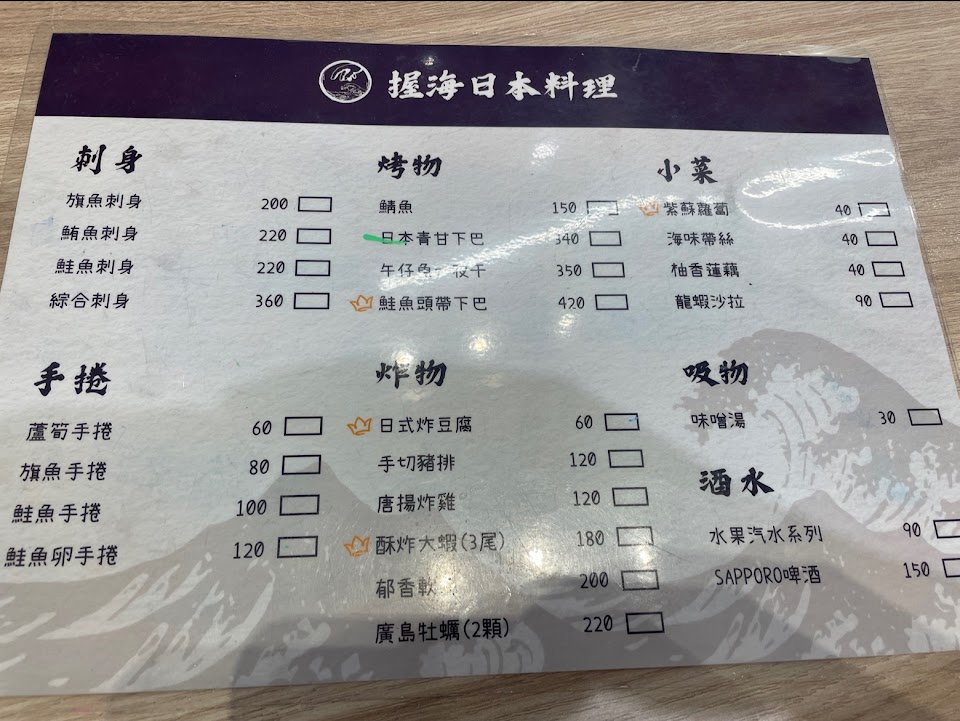 握海日本料理
刺身
旗魚刺身 200
鮪魚刺身 220
鮭魚刺身 220
綜合刺身 360
手捲
蘆筍手捲 60
旗魚手捲 80
鮭魚手捲 100
鮭魚卵手捲 120
烤物
鯖魚 150
日本青甘下巴 340
午仔魚一夜干 350
鮭魚頭帶下巴 420
炸物
日式炸豆腐 60
手切豬排 120
唐揚炸雞 120
酥炸大蝦(3尾) 180
郁香軟 200
廣島牡蠣(2顆) 220
小菜
紫蘇蘿蔔 40
海味帶絲 40
柚香蓮藕 40
龍蝦沙拉 90
吸物
味噌湯 30
酒水
水果汽水系列 90
SAPPORO啤酒 150